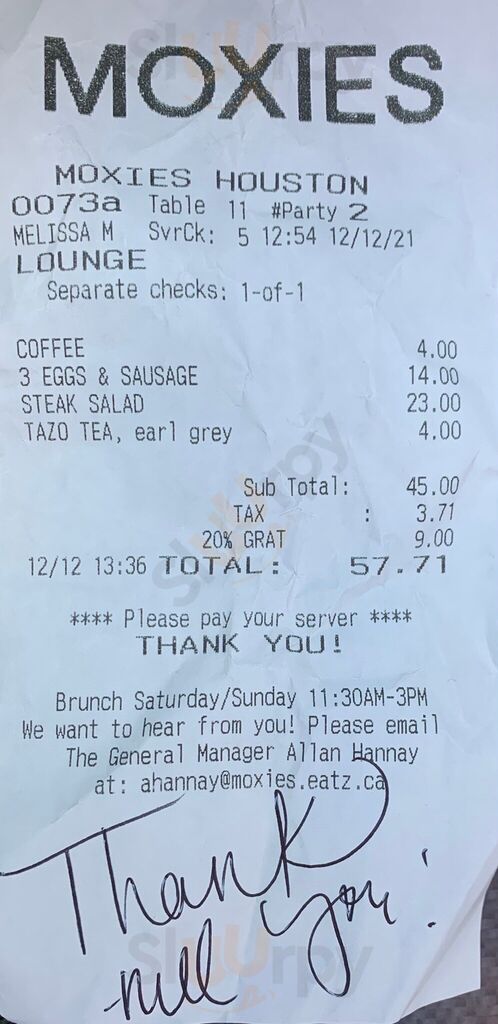 MOXIES
MOXIES HOUSTON
0073a Table 11 #Party 2
MELISSA M SvrCk: 5 12:54 12/12/21
LOUNGE
Separate checks: 1-of-1
COFFEE 4.00
3 EGGS & SAUSAGE 14.00
STEAK SALAD 23.00
TAZO TEA, earl grey 4.00
Sub Total: 45.00
TAX : 3.71
20% GRAT 9.00
12/12 13:36 TOTAL: 57.71
**** Please pay your server ****
THANK YOU!
Brunch Saturday/Sunday 11:30AM-3PM
We want to hear from you! Please email
The General Manager Allan Hannay
at: ahannay@moxies.eatz.ca
Thank you!
-mel
Sluurpy